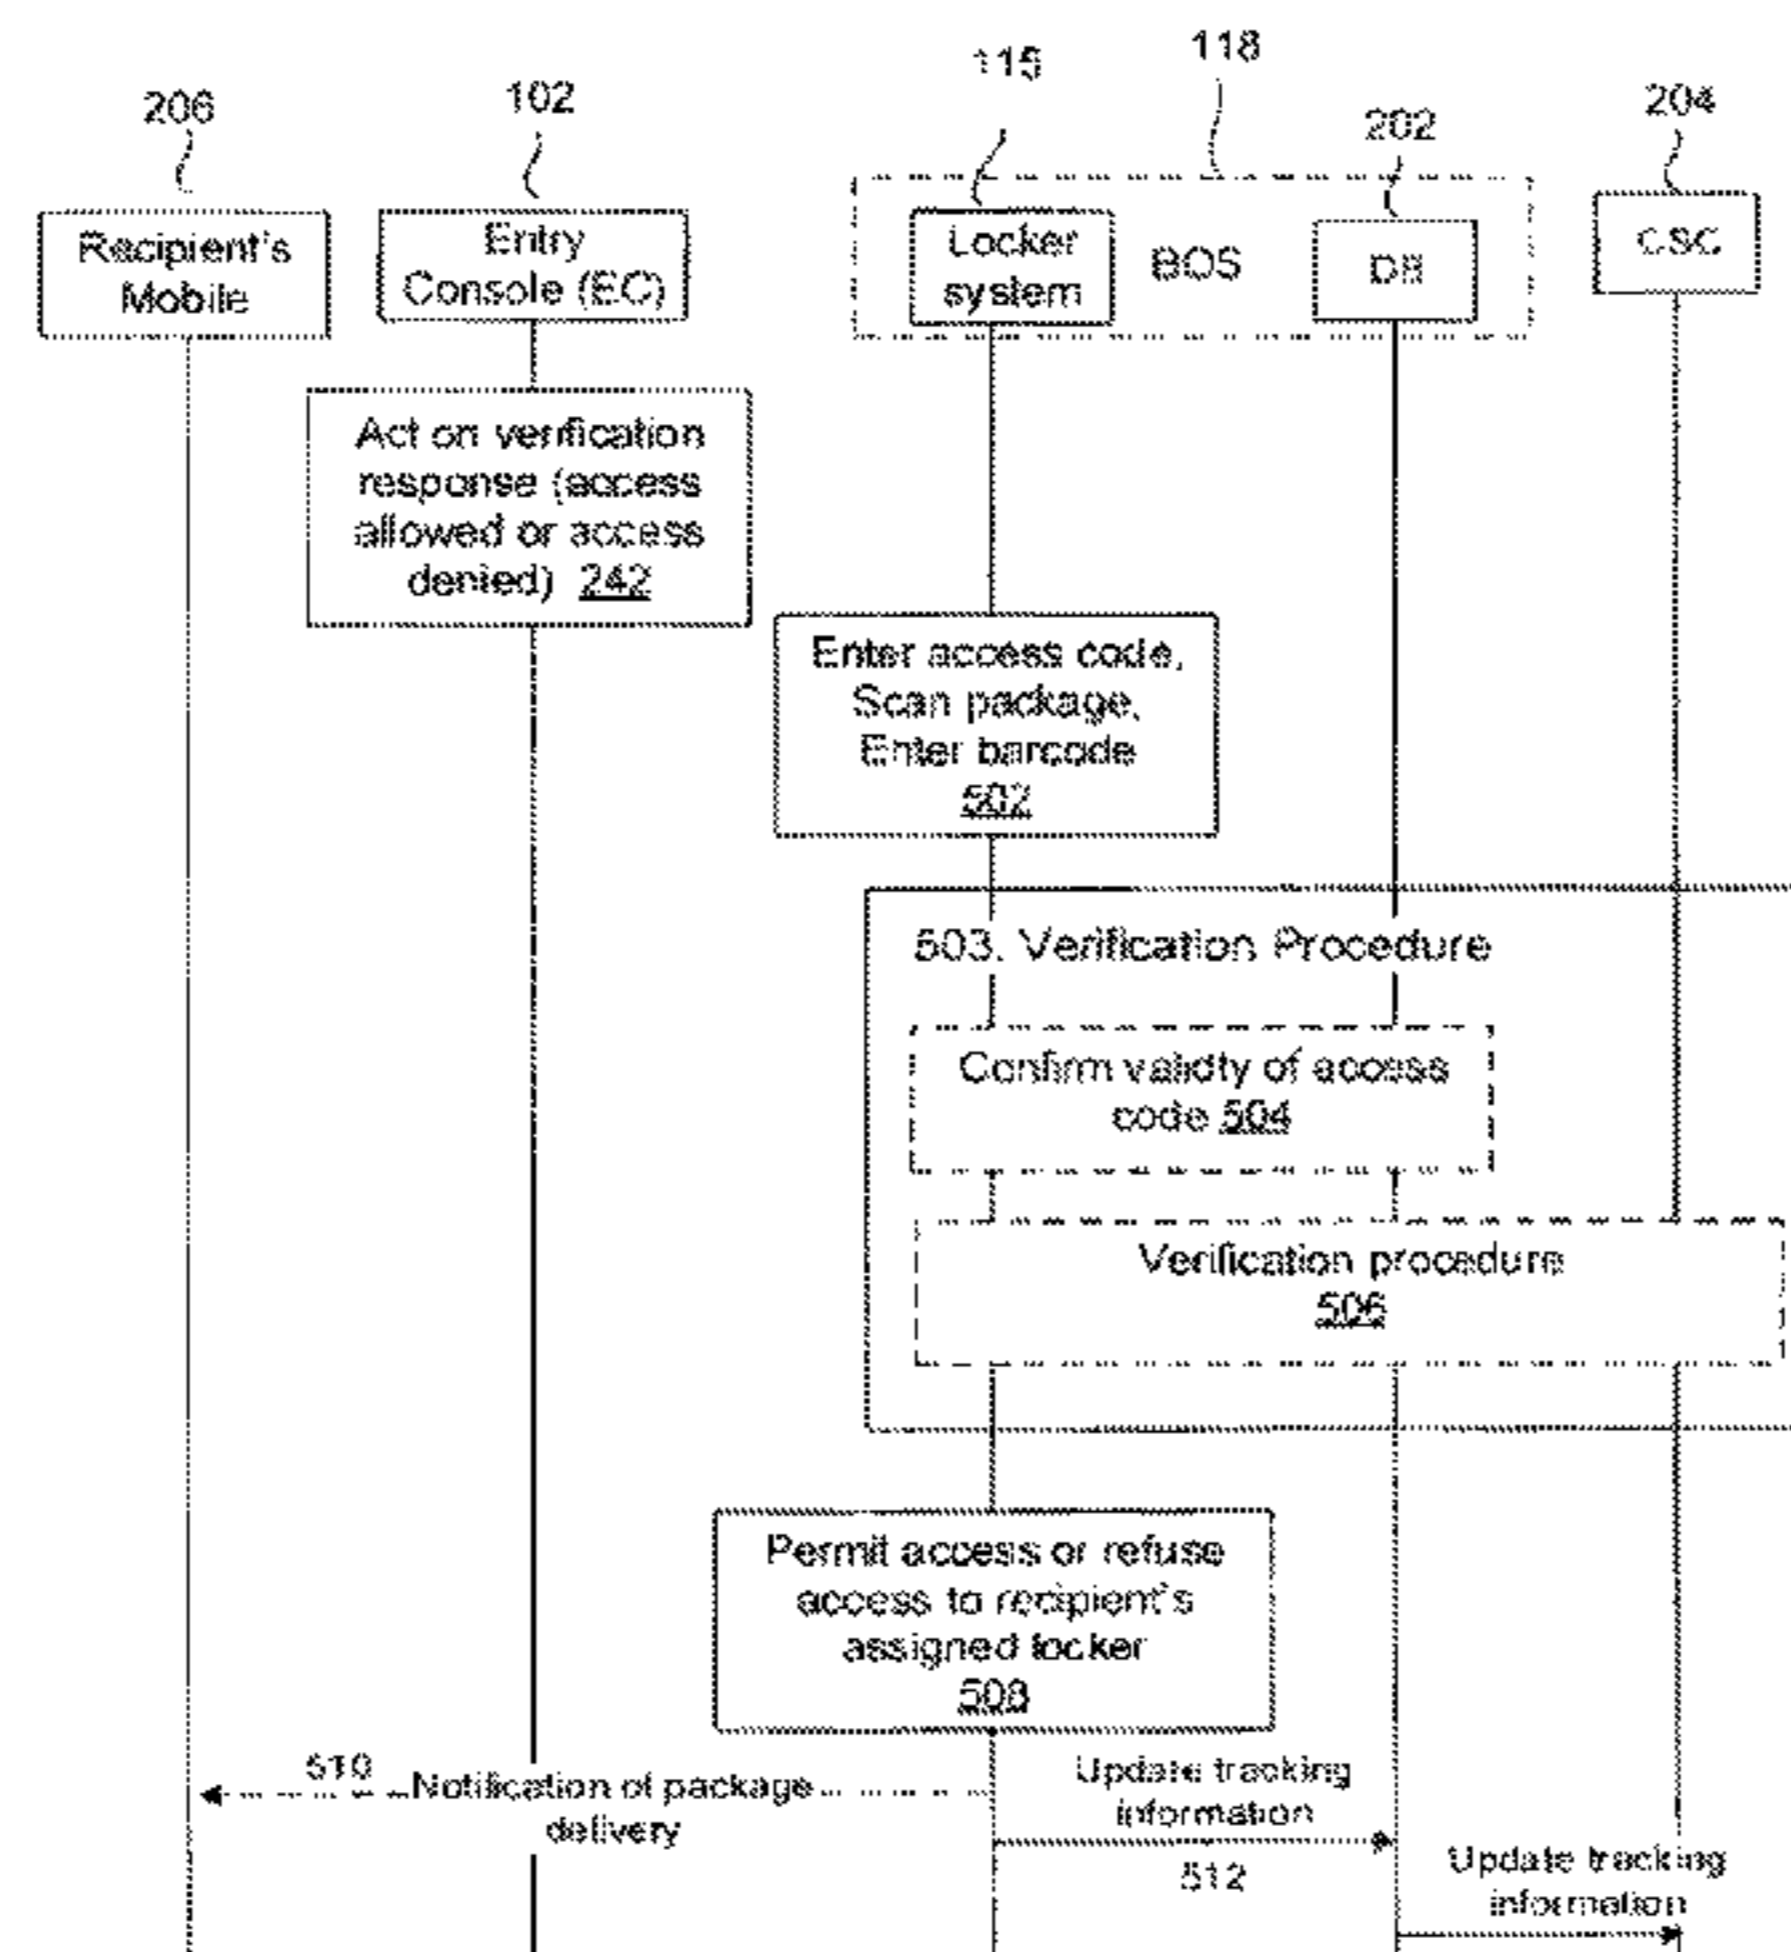 206
102
115
118
202
204
Recipient's
Mobile
Entry
Console (EC)
Locker
system
BOS
DB
CSC
Act on verification
response (access
allowed or access
denied) 242
Enter access code,
Scan package,
Enter barcode
502
503. Verification Procedure
Confirm validty of access
code 504
Verification procedure
506
Permit access or refuse
access to recipient's
assigned locker
508
510
Notification of package
delivery
Update tracking
information
512
Update tracking
information